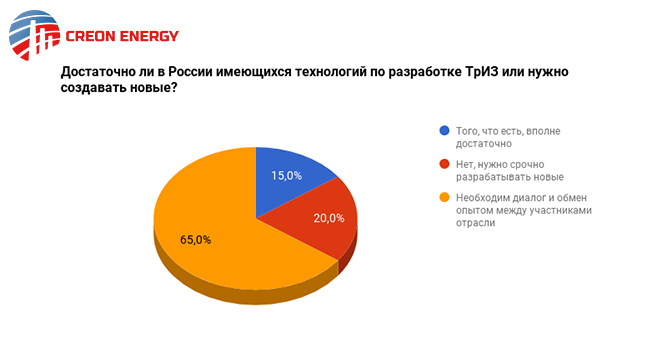 CREON ENERGY
Достаточно ли в России имеющихся технологий по разработке ТрИЗ или нужно
создавать новые?
Того, что есть, вполне
достаточно
Нет, нужно срочно
разрабатывать новые
Необходим диалог и обмен
опытом между участниками
отрасли
15,0%
20,0%
65,0%